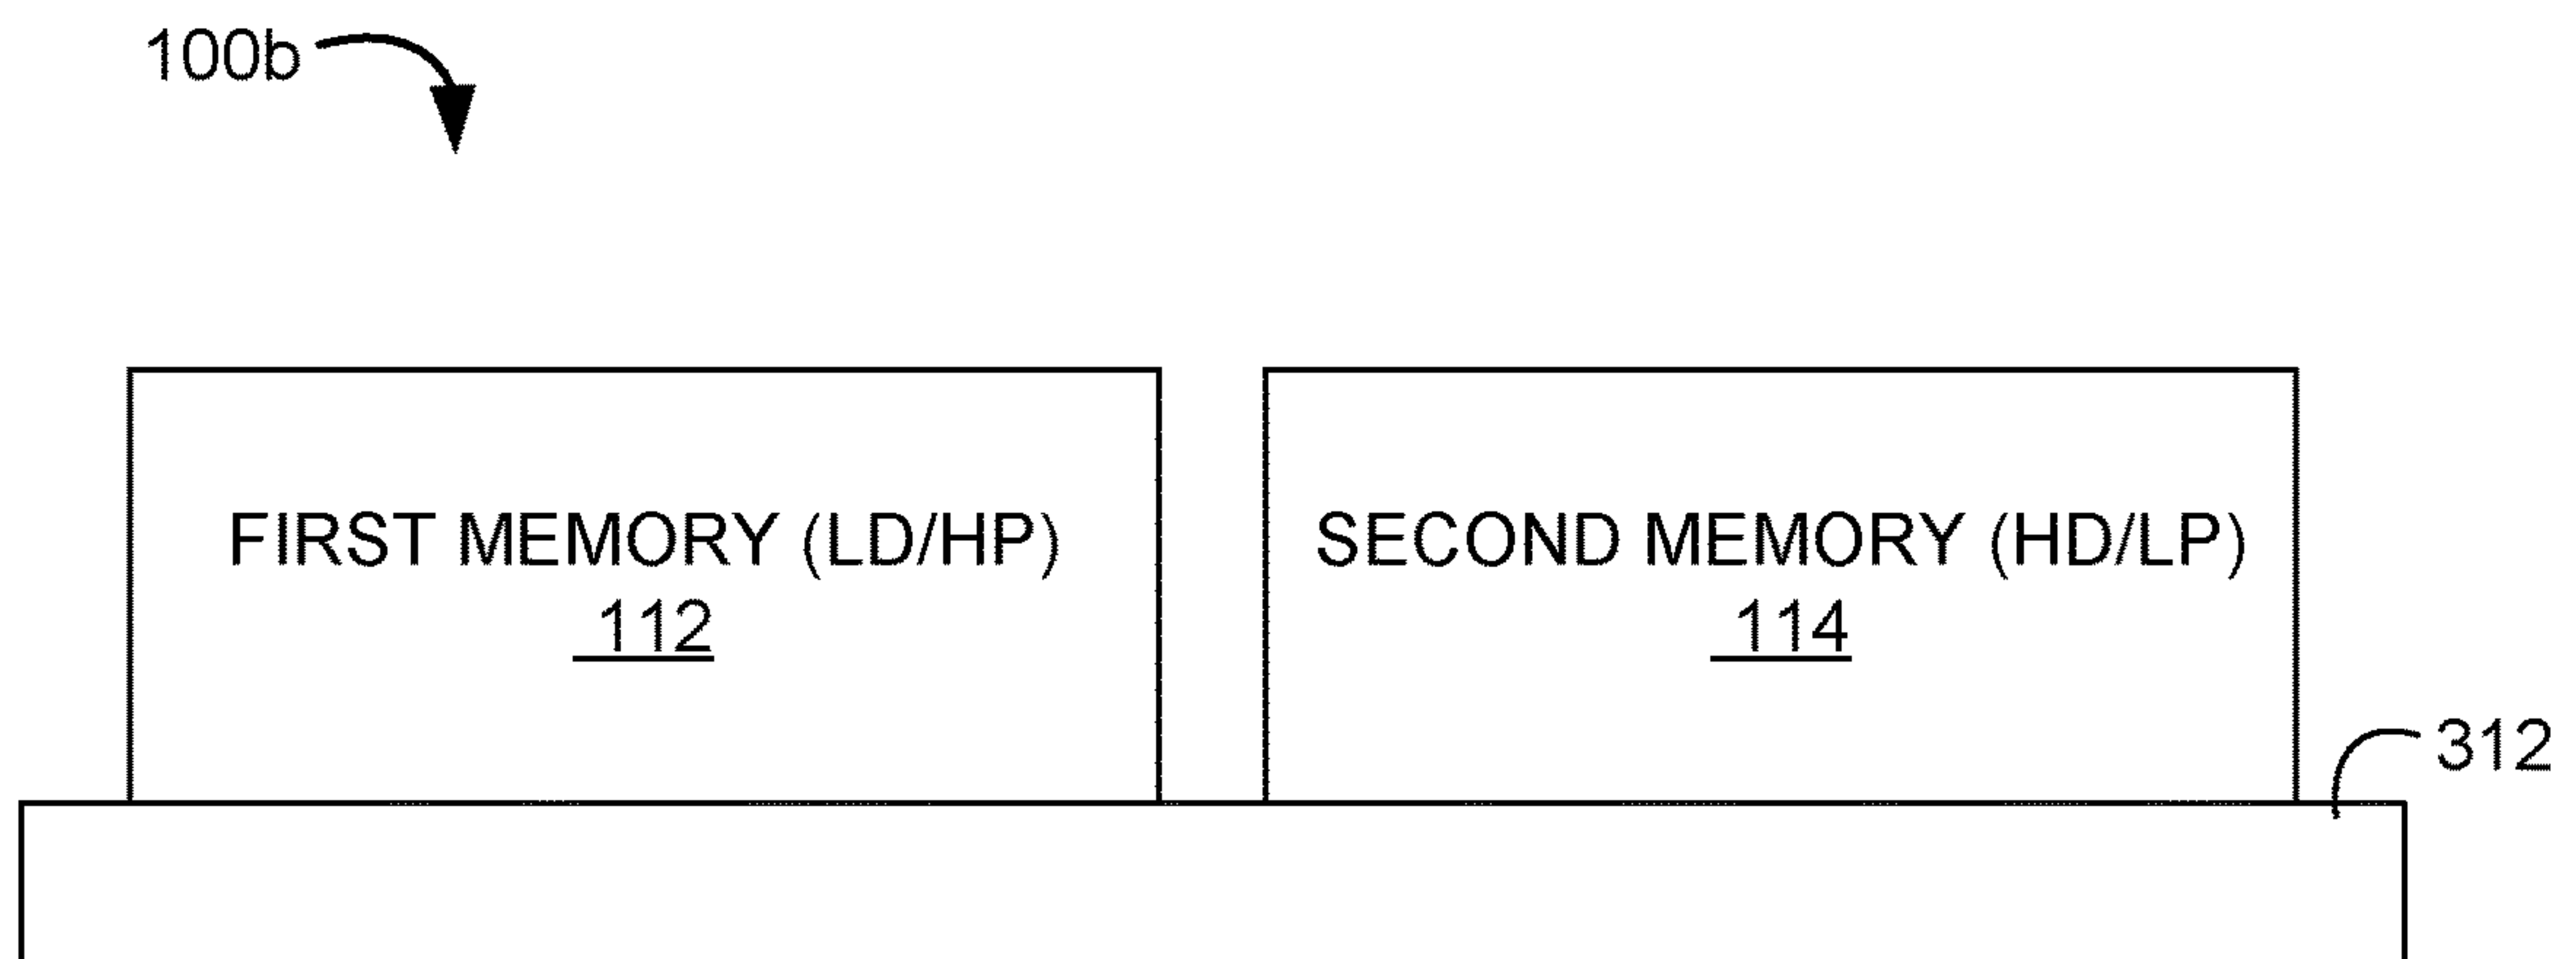 100b
FIRST MEMORY (LD/HP)
112
SECOND MEMORY (HD/LP)
114
312